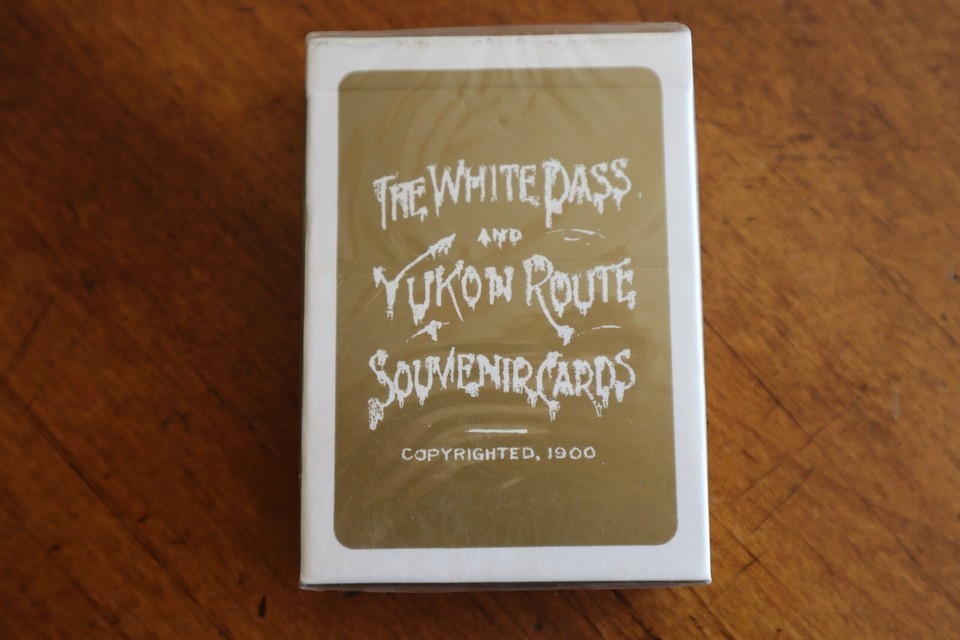 THE WHITE PASS
AND
YUKON ROUTE
SOUVENIR CARDS
COPYRIGHTED, 1900